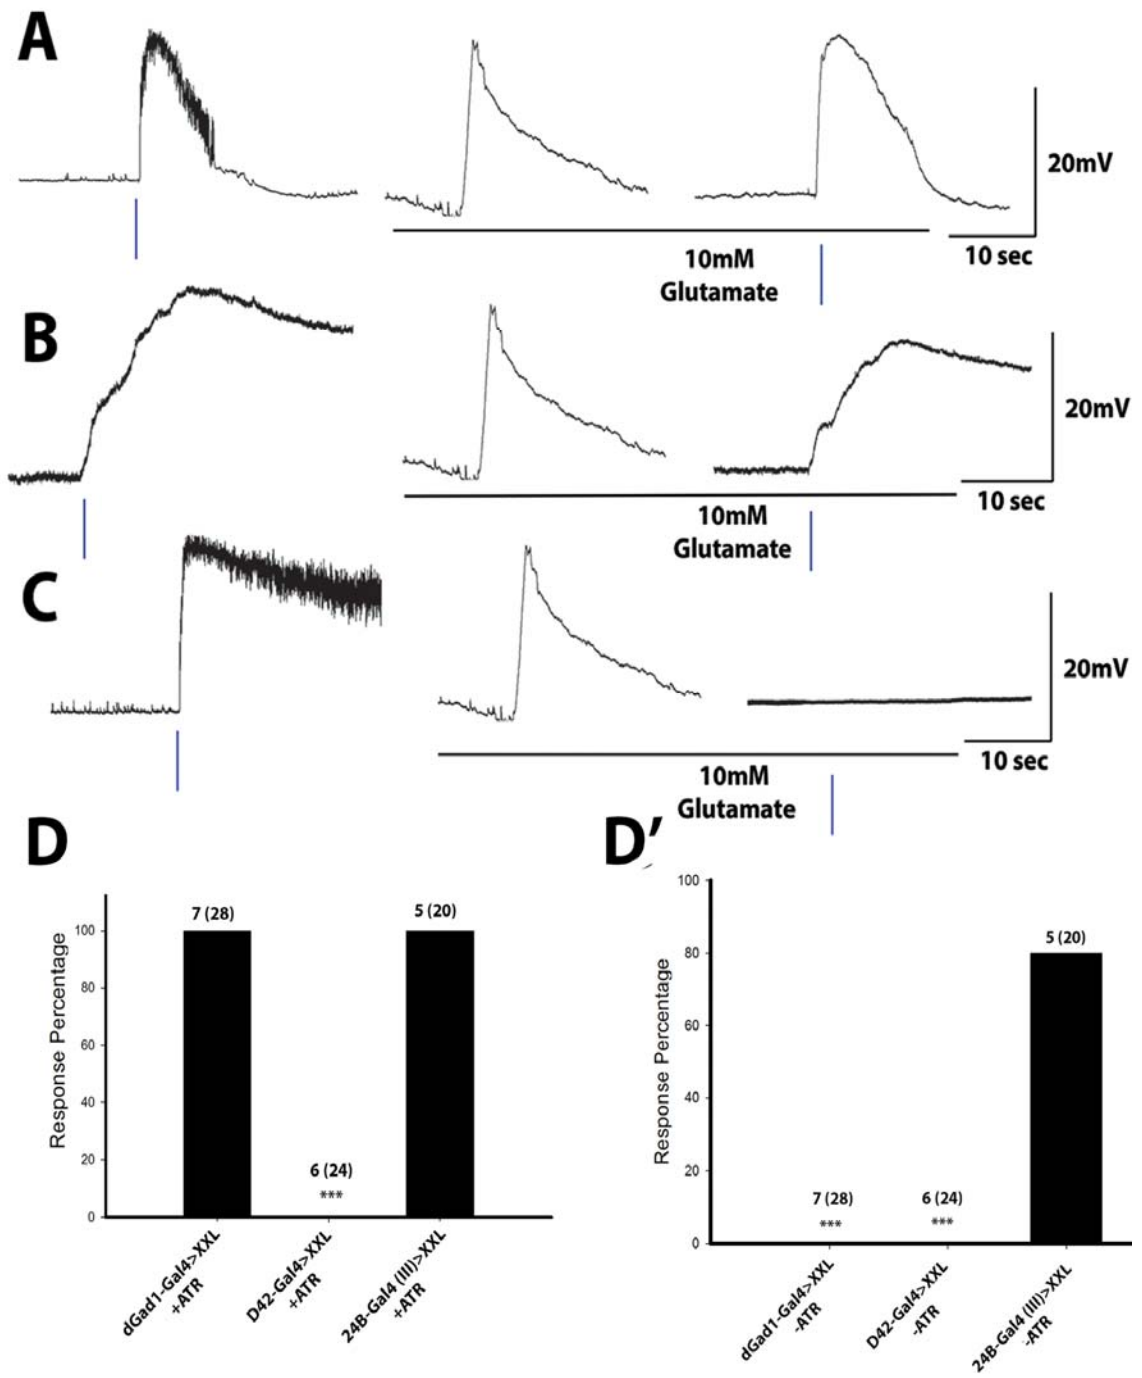 A
20mV
10mM
Glutamate
10 sec
B
20mV
10mM
Glutamate
10 sec
C
20mV
10mM
Glutamate
10 sec
D
Response Percentage
100
80
60
40
20
0
7 (28)
6 (24)
***
5 (20)
dGad1-Gal4>XXL
+ATR
D42-Gal4>XXL
+ATR
24B-Gal4 (III)>XXL
+ATR
D’
Response Percentage
100
80
60
40
20
0
7 (28)
***
6 (24)
***
5 (20)
dGad1-Gal4>XXL
-ATR
D42-Gal4>XXL
-ATR
24B-Gal4 (III)>XXL
-ATR